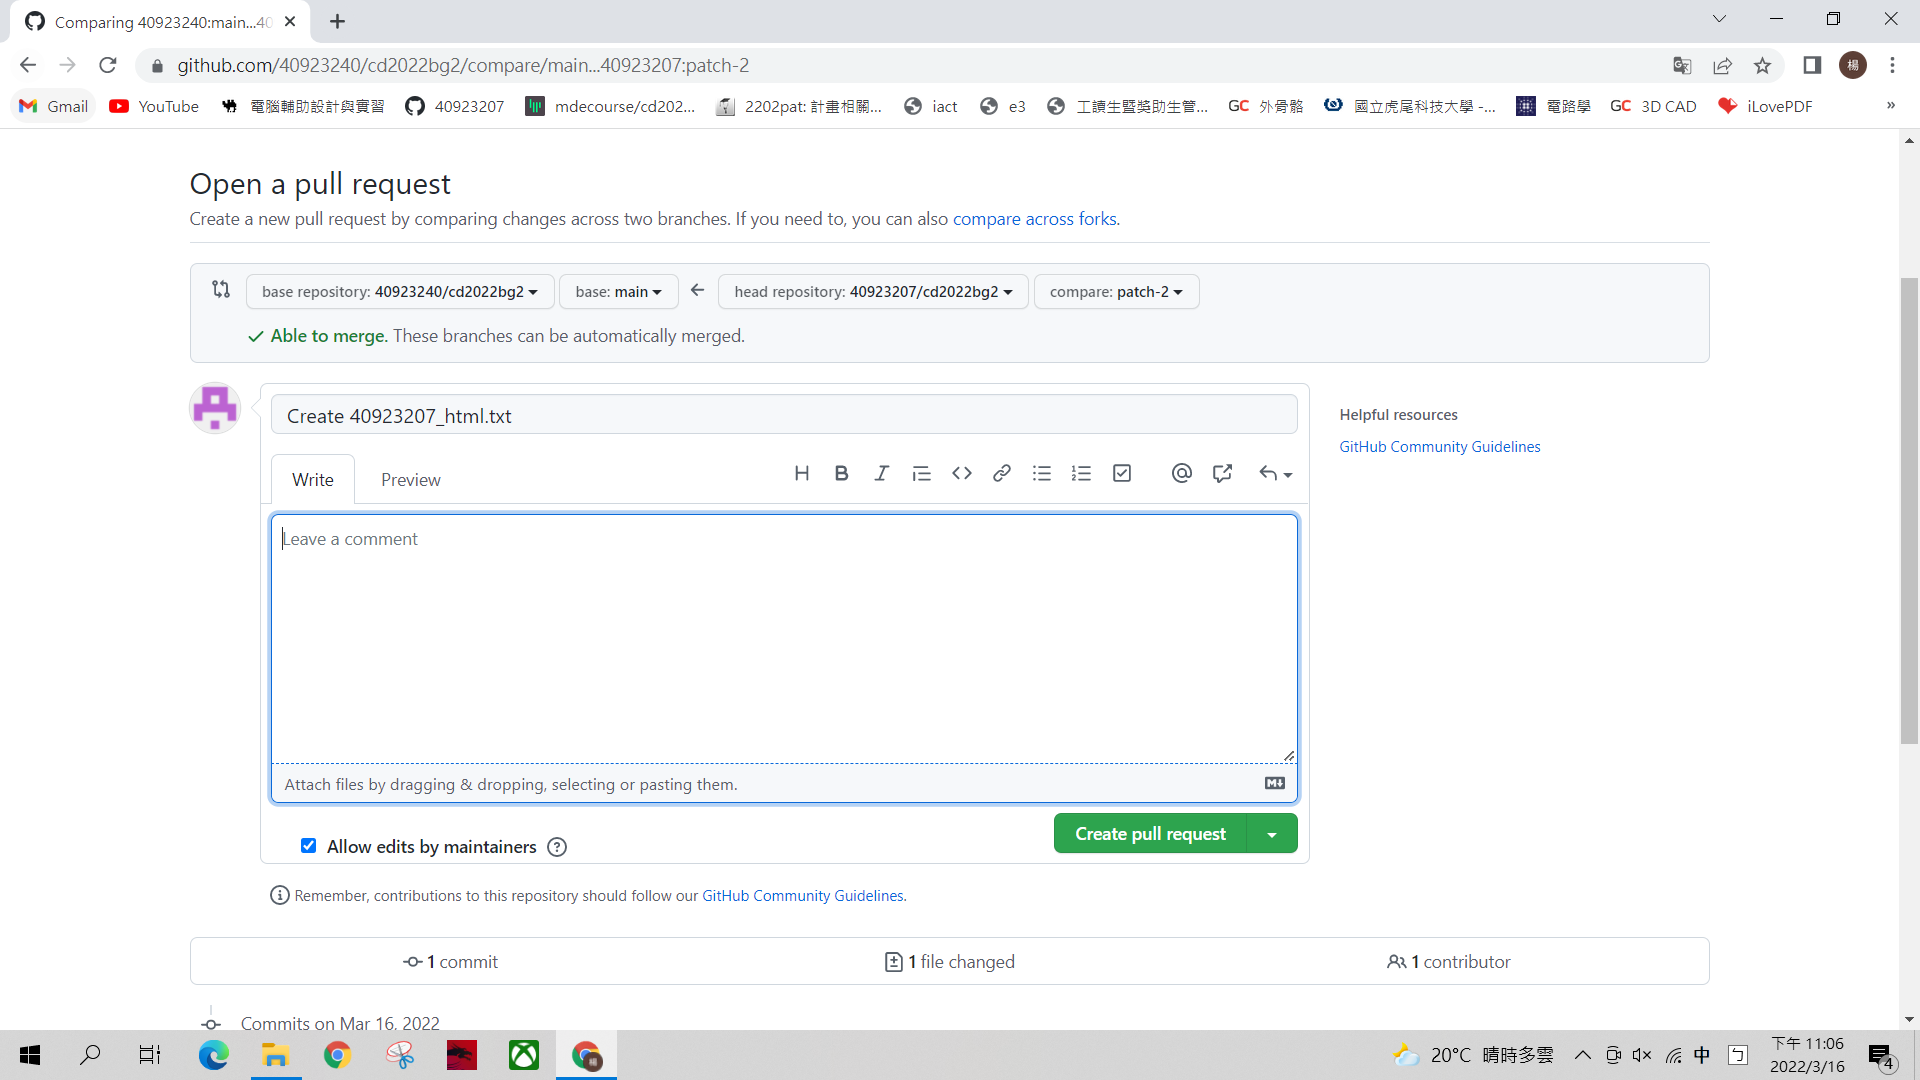 Comparing 40923240:main...40
github.com/40923240/cd2022bg2/compare/main...40923207:patch-2
楊
Gmail YouTube 電腦輔助設計與實習 40923207 mdecourse/cd202... 2202pat: 計畫相關... iact e3 工讀生暨獎助生管... GC 外骨骼 國立虎尾科技大學 -... 電路學 GC 3D CAD iLovePDF »
Open a pull request
Create a new pull request by comparing changes across two branches. If you need to, you can also compare across forks.
base repository: 40923240/cd2022bg2 base: main head repository: 40923207/cd2022bg2 compare: patch-2
Able to merge. These branches can be automatically merged.
Create 40923207_html.txt
Helpful resources
GitHub Community Guidelines
Write Preview
Leave a comment
Attach files by dragging & dropping, selecting or pasting them.
Create pull request
Allow edits by maintainers
Remember, contributions to this repository should follow our GitHub Community Guidelines.
1 commit 1 file changed 1 contributor
Commits on Mar 16, 2022
20°C 晴時多雲 中 下午 11:06
2022/3/16 4